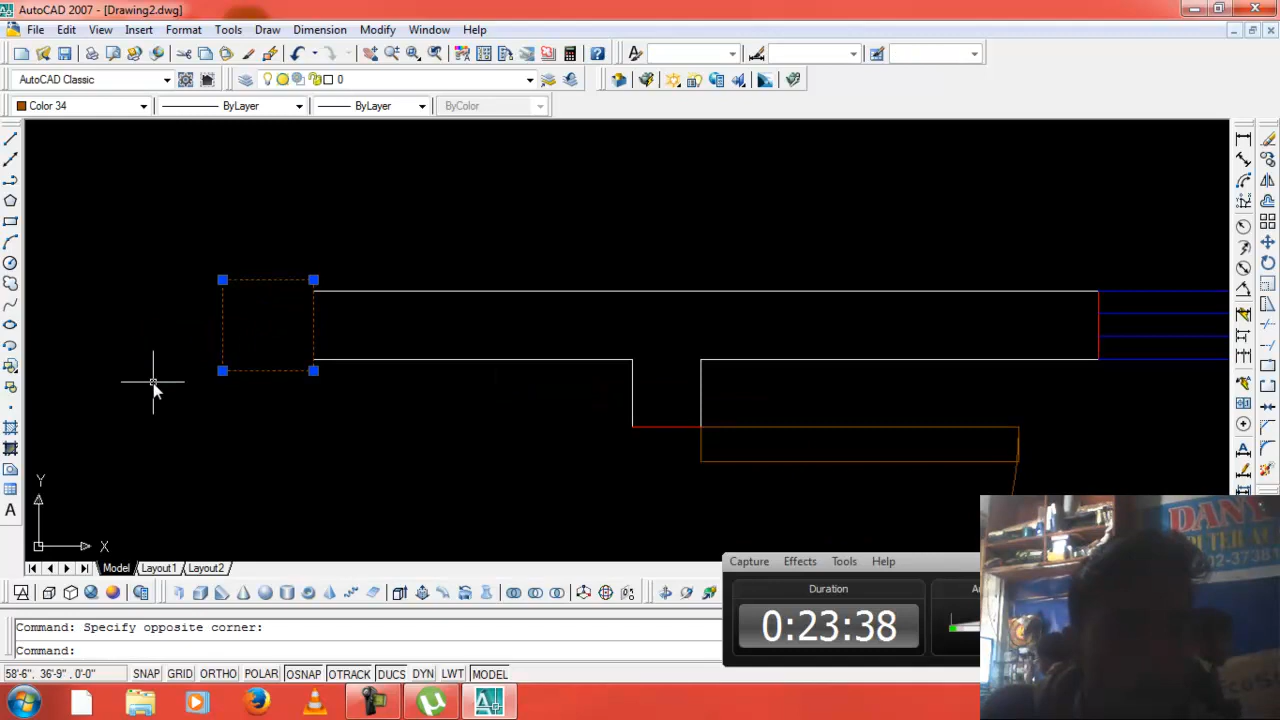 AutoCAD 2007 - [Drawing2.dwg]
File Edit View Insert Format Tools Draw Dimension Modify Window Help
AutoCAD Classic
0
Color 34
ByLayer
ByLayer
ByColor
Y
X
A
Model Layout1 Layout2
Capture Effects Tools Help
Duration
0:23:38
DANY
Command: Specify opposite corner:
Command:
58'-6", 36'-9", 0'-0"
SNAP GRID ORTHO POLAR OSNAP OTRACK DUCS DYN LWT MODEL